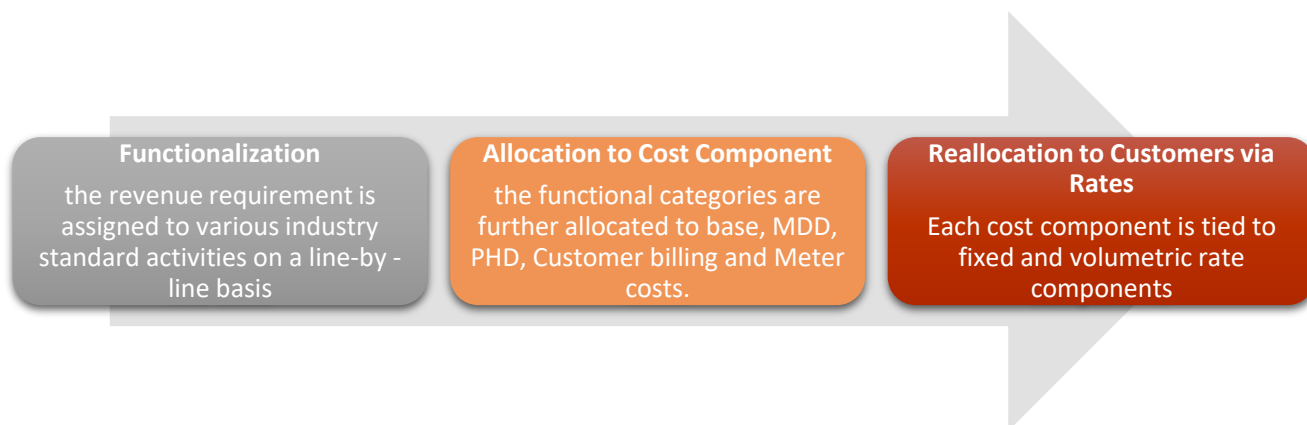 Functionalization
the revenue requirement is
assigned to various industry
standard activities on a line-by -
line basis
Allocation to Cost Component
the functional categories are
further allocated to base, MDD,
PHD, Customer billing and Meter
costs.
Reallocation to Customers via
Rates
Each cost component is tied to
fixed and volumetric rate
components